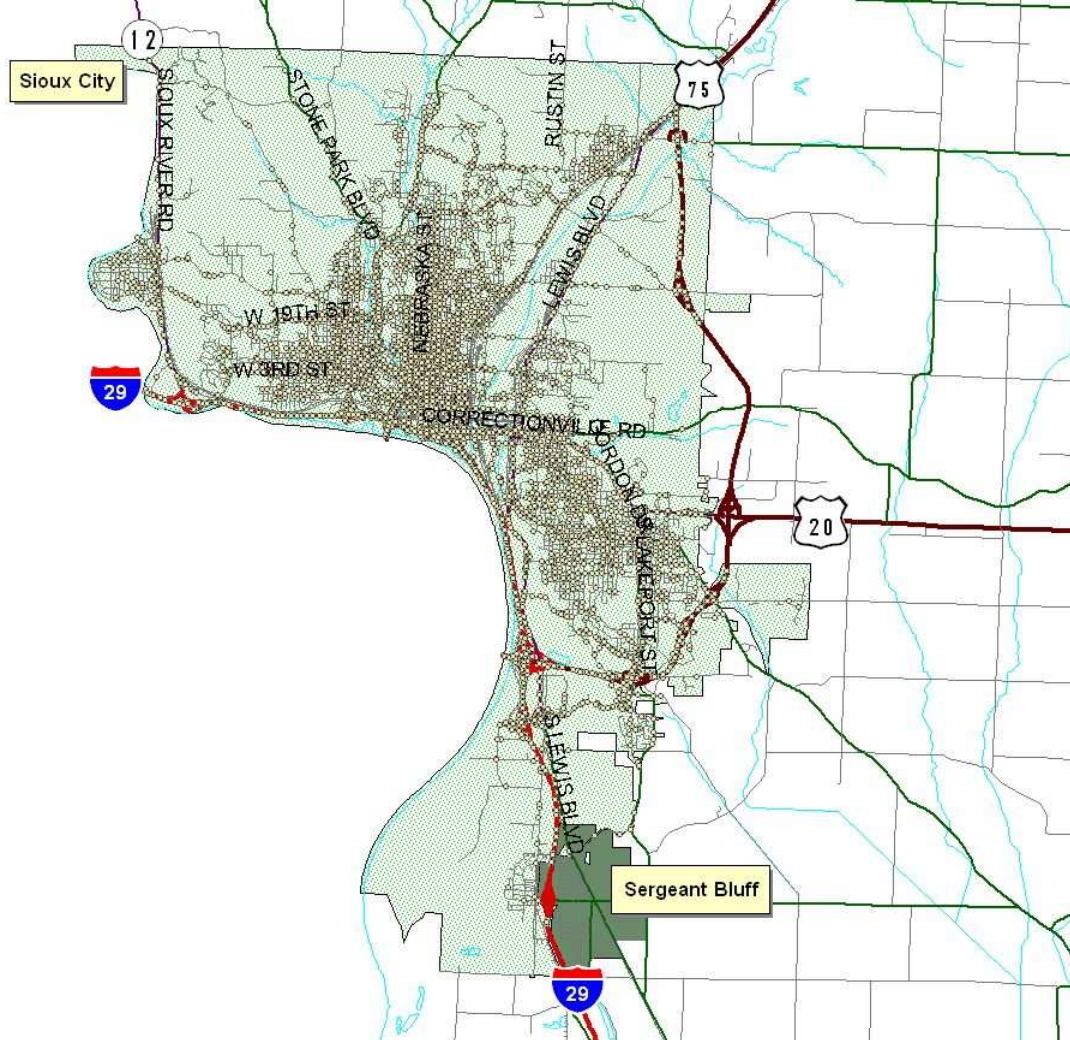 12
Sioux City
SIOUX RIVER RD
STONE PARK BLVD
RUSTIN ST
75
NEBRASKA ST
LEWIS BLVD
W 19TH ST
W 3RD ST
29
CORRECTIONVILLE RD
GORDON DR
S LAKEPORT ST
20
S LEWIS BLVD
Sergeant Bluff
29